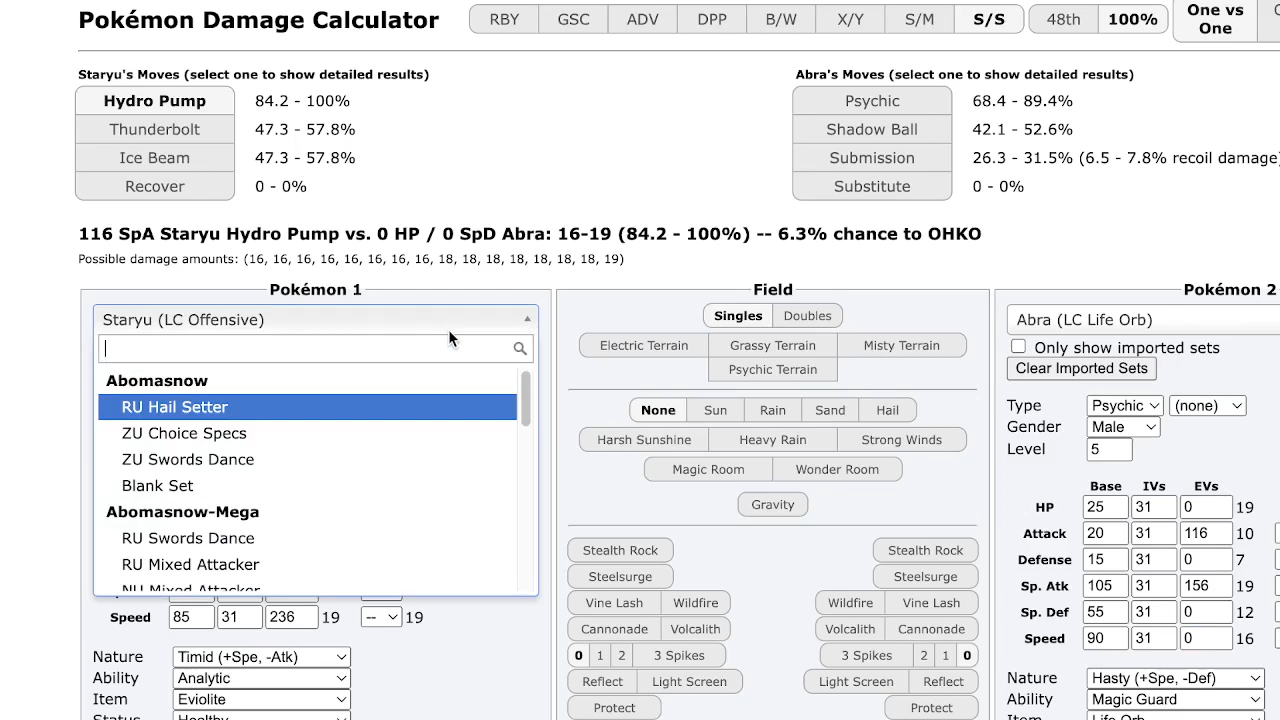 Pokémon Damage Calculator
RBY GSC ADV DPP B/W X/Y S/M S/S 48th 100% One vs One
Staryu's Moves (select one to show detailed results)
Hydro Pump 84.2 - 100%
Thunderbolt 47.3 - 57.8%
Ice Beam 47.3 - 57.8%
Recover 0 - 0%
Abra's Moves (select one to show detailed results)
Psychic 68.4 - 89.4%
Shadow Ball 42.1 - 52.6%
Submission 26.3 - 31.5% (6.5 - 7.8% recoil damage)
Substitute 0 - 0%
116 SpA Staryu Hydro Pump vs. 0 HP / 0 SpD Abra: 16-19 (84.2 - 100%) -- 6.3% chance to OHKO
Possible damage amounts: (16, 16, 16, 16, 16, 16, 16, 16, 18, 18, 18, 18, 18, 18, 18, 19)
Pokémon 1
Staryu (LC Offensive)
Abomasnow
RU Hail Setter
ZU Choice Specs
ZU Swords Dance
Blank Set
Abomasnow-Mega
RU Swords Dance
RU Mixed Attacker
NU Mixed Attacker
Speed 85 31 236 19 -- 19
Nature Timid (+Spe, -Atk)
Ability Analytic
Item Eviolite
Status Healthy
Field
Singles Doubles
Electric Terrain Grassy Terrain Misty Terrain
Psychic Terrain
None Sun Rain Sand Hail
Harsh Sunshine Heavy Rain Strong Winds
Magic Room Wonder Room
Gravity
Stealth Rock Stealth Rock
Steelsurge Steelsurge
Vine Lash Wildfire Wildfire Vine Lash
Cannonade Volcalith Volcalith Cannonade
0 1 2 3 Spikes 3 Spikes 2 1 0
Reflect Light Screen Light Screen Reflect
Protect Protect
Pokémon 2
Abra (LC Life Orb)
Only show imported sets
Clear Imported Sets
Type Psychic (none)
Gender Male
Level 5
Base IVs EVs
HP 25 31 0 19
Attack 20 31 116 10
Defense 15 31 0 7
Sp. Atk 105 31 156 19
Sp. Def 55 31 0 12
Speed 90 31 0 16
Nature Hasty (+Spe, -Def)
Ability Magic Guard
Item Life Orb